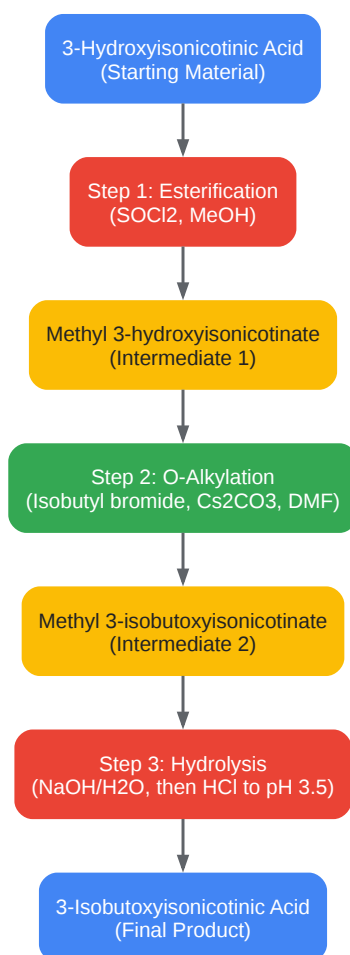 3-Hydroxyisonicotinic Acid
(Starting Material)
Step 1: Esterification
(SOCl2, MeOH)
Methyl 3-hydroxyisonicotinate
(Intermediate 1)
Step 2: O-Alkylation
(Isobutyl bromide, Cs2CO3, DMF)
Methyl 3-isobutoxyisonicotinate
(Intermediate 2)
Step 3: Hydrolysis
(NaOH/H2O, then HCl to pH 3.5)
3-Isobutoxyisonicotinic Acid
(Final Product)